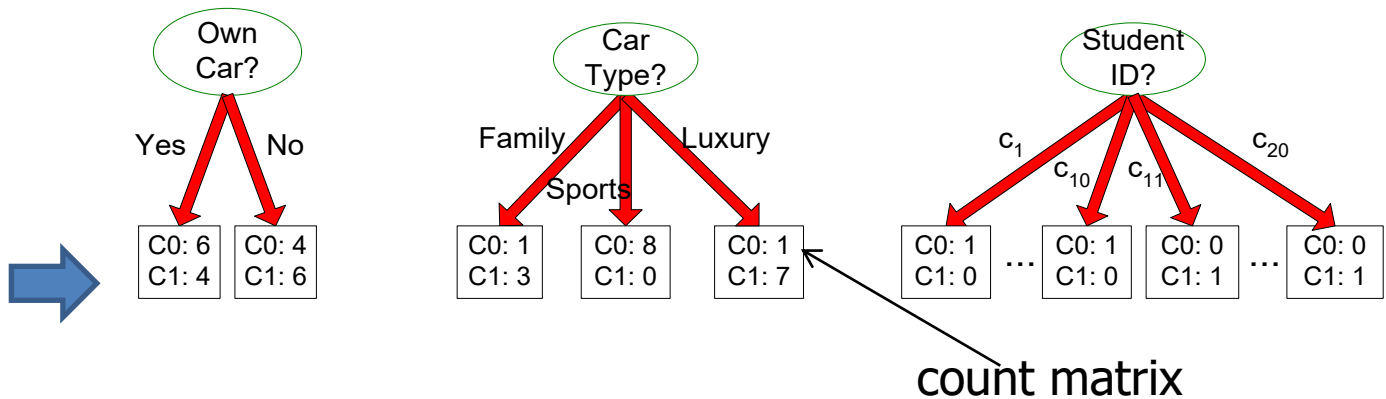 Own
Car?
Yes
No
C0: 6
C1: 4
C0: 4
C1: 6
Car
Type?
Family
Sports
Luxury
C0: 1
C1: 3
C0: 8
C1: 0
C0: 1
C1: 7
Student
ID?
c₁
c₁₀
c₁₁
c₂₀
C0: 1
C1: 0
...
C0: 1
C1: 0
C0: 0
C1: 1
...
C0: 0
C1: 1
count matrix